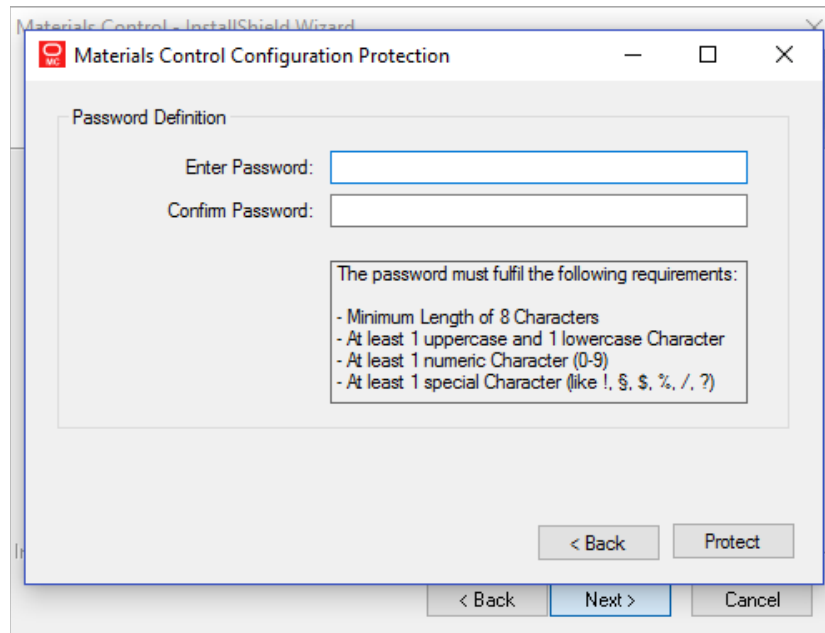 Materials Control - InstallShield Wizard
MC
Materials Control Configuration Protection
Password Definition
Enter Password:
Confirm Password:
The password must fulfil the following requirements:
- Minimum Length of 8 Characters
- At least 1 uppercase and 1 lowercase Character
- At least 1 numeric Character (0-9)
- At least 1 special Character (like !, §, $, %, /, ?)
< Back
Protect
< Back
Next >
Cancel